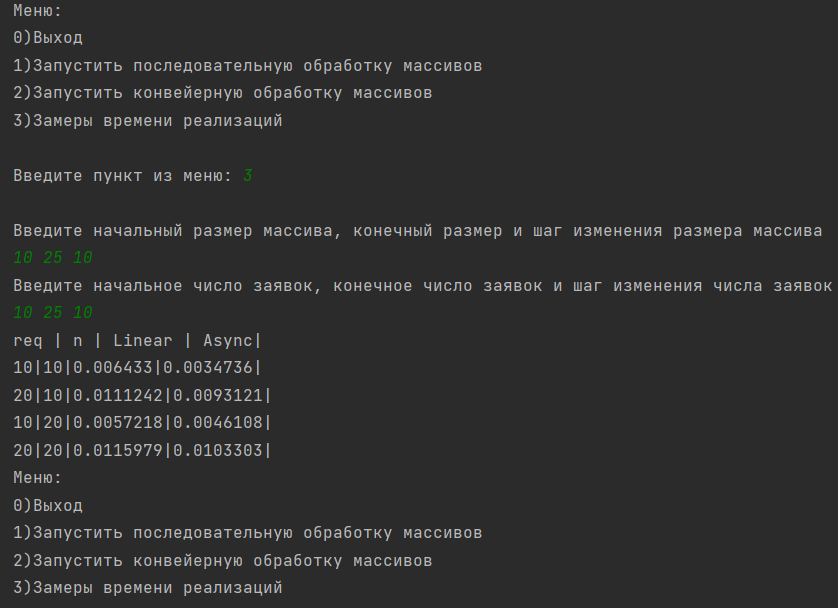 Меню:
0)Выход
1)Запустить последовательную обработку массивов
2)Запустить конвейерную обработку массивов
3)Замеры времени реализаций
Введите пункт из меню: 3
Введите начальный размер массива, конечный размер и шаг изменения размера массива
10 25 10
Введите начальное число заявок, конечное число заявок и шаг изменения числа заявок
10 25 10
req | n | Linear | Async|
10|10|0.006433|0.0034736|
20|10|0.0111242|0.0093121|
10|20|0.0057218|0.0046108|
20|20|0.0115979|0.0103303|
Меню:
0)Выход
1)Запустить последовательную обработку массивов
2)Запустить конвейерную обработку массивов
3)Замеры времени реализаций